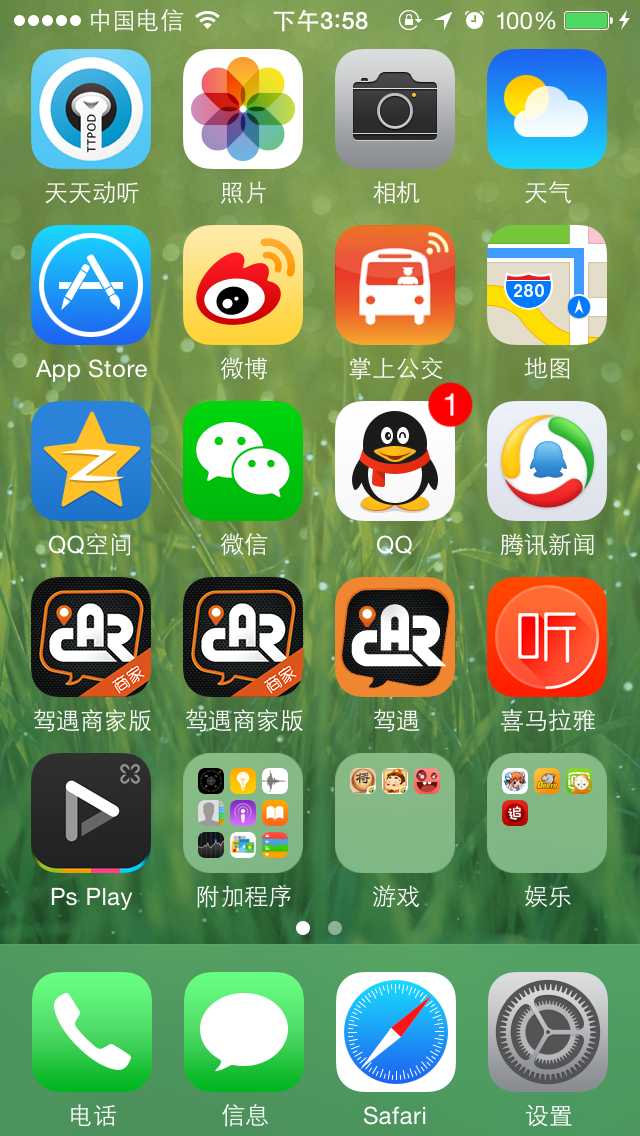 中国电信 下午3:58 100%
TTPOD
天天动听 照片 相机 天气
280
App Store 微博 掌上公交 地图
1
QQ空间 微信 QQ 腾讯新闻
CAR 商家 CAR 商家 CAR 听
驾遇商家版 驾遇商家版 驾遇 喜马拉雅
将 追
Ps Play 附加程序 游戏 娱乐
电话 信息 Safari 设置